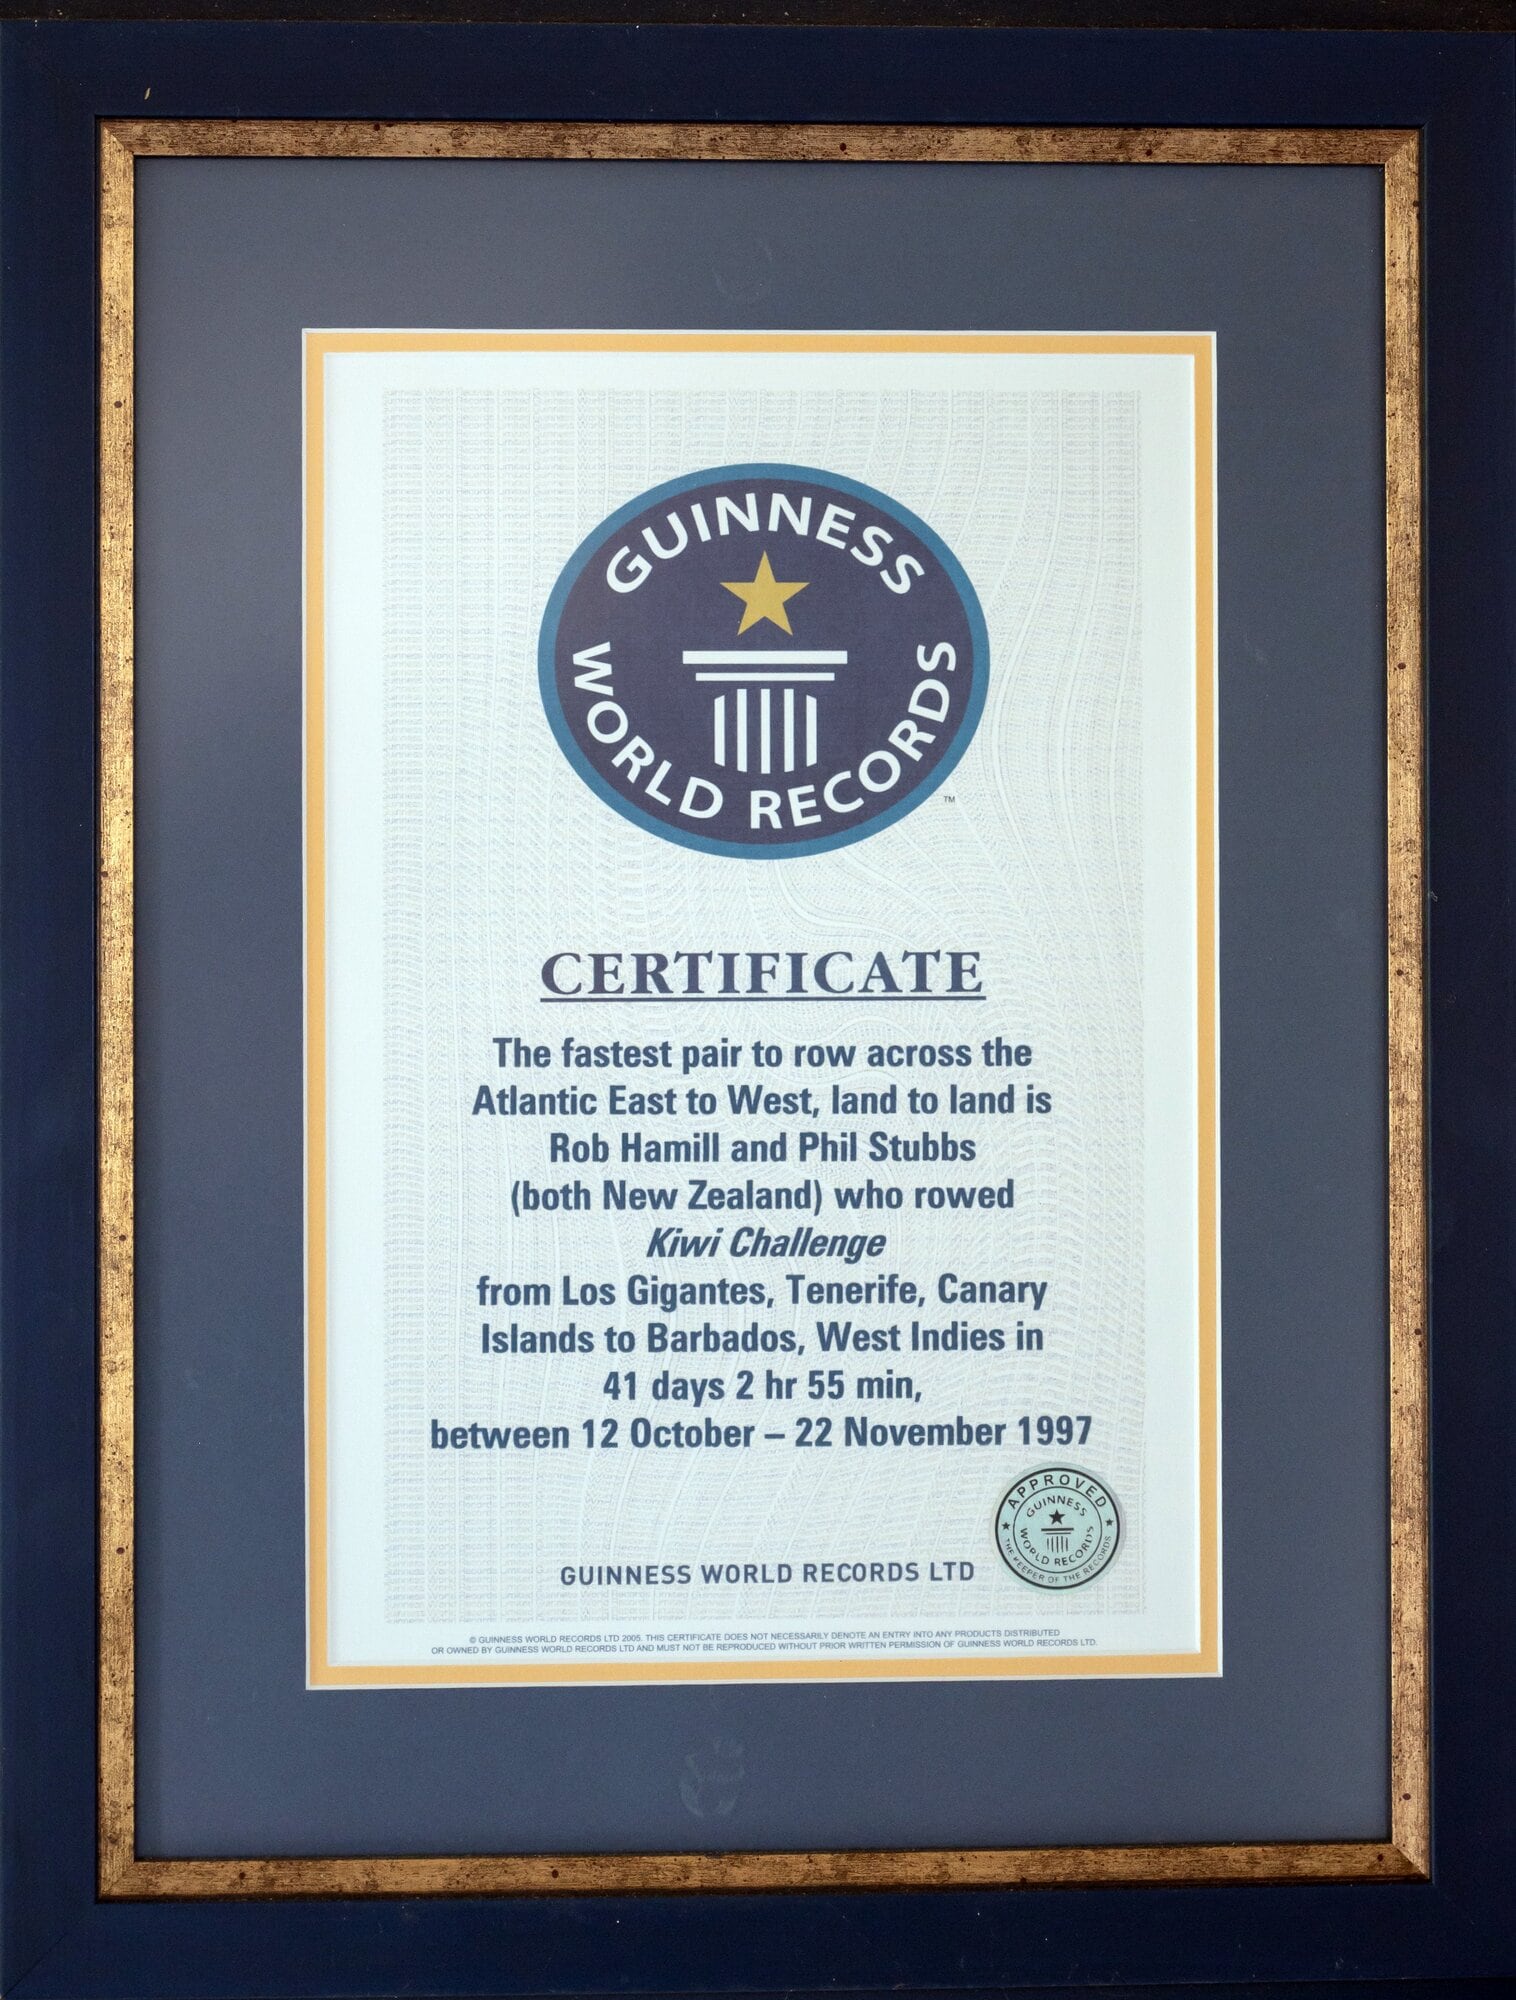 GUINNESS
WORLD RECORDS
TM
CERTIFICATE
The fastest pair to row across the
Atlantic East to West, land to land is
Rob Hamill and Phil Stubbs
(both New Zealand) who rowed
Kiwi Challenge
from Los Gigantes, Tenerife, Canary
Islands to Barbados, West Indies in
41 days 2 hr 55 min,
between 12 October – 22 November 1997
APPROVED
GUINNESS
WORLD RECORDS
THE KEEPER OF THE RECORDS
GUINNESS WORLD RECORDS LTD
© GUINNESS WORLD RECORDS LTD 2005. THIS CERTIFICATE DOES NOT NECESSARILY DENOTE AN ENTRY INTO ANY PRODUCTS DISTRIBUTED
OR OWNED BY GUINNESS WORLD RECORDS LTD AND MUST NOT BE REPRODUCED WITHOUT PRIOR WRITTEN PERMISSION OF GUINNESS WORLD RECORDS LTD.